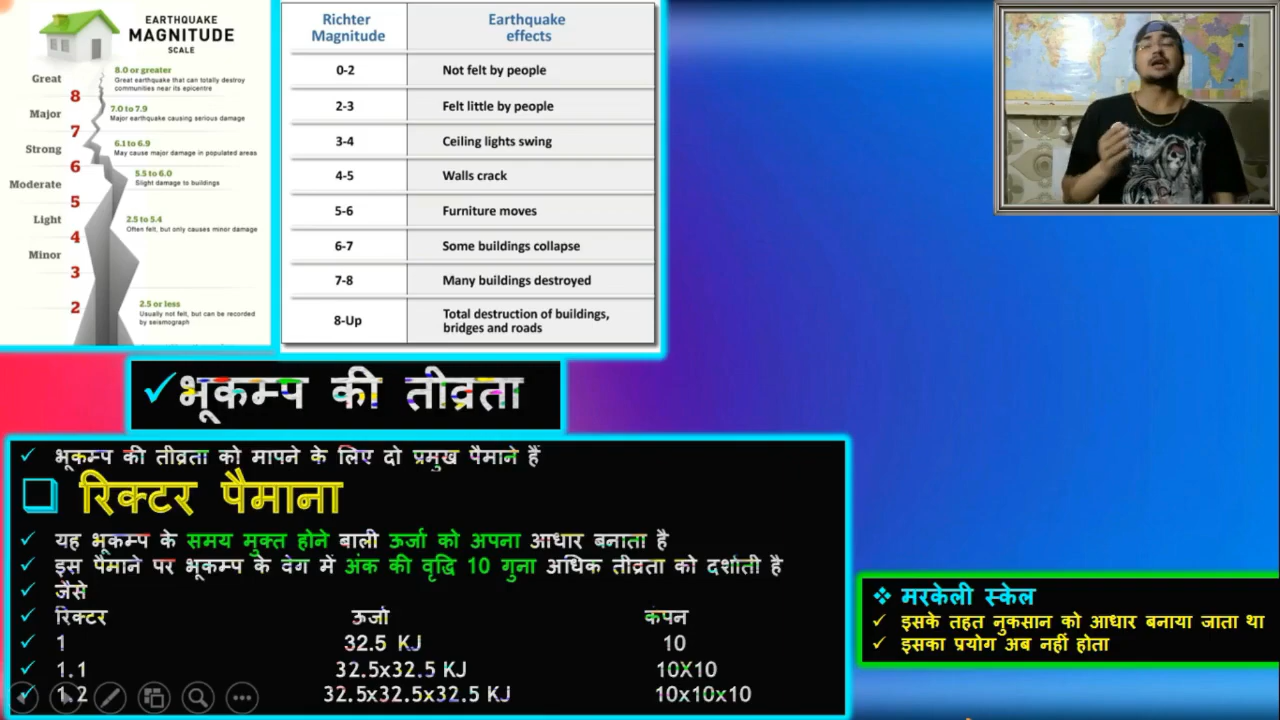 EARTHQUAKE
MAGNITUDE
SCALE
Great
8.0 or greater
Great earthquake that can totally destroy
communities near its epicentre
8
Major
7.0 to 7.9
Major earthquake causing serious damage
7
Strong
6.1 to 6.9
May cause major damage in populated areas
6
Moderate
5.5 to 6.0
Slight damage to buildings
5
Light
2.5 to 5.4
Often felt, but only causes minor damage
4
Minor
3
2.5 or less
Usually not felt, but can be recorded
by seismograph
2
Richter Magnitude
Earthquake effects
0-2 Not felt by people
2-3 Felt little by people
3-4 Ceiling lights swing
4-5 Walls crack
5-6 Furniture moves
6-7 Some buildings collapse
7-8 Many buildings destroyed
8-Up Total destruction of buildings,
bridges and roads
✓भूकम्प की तीव्रता
✓ भूकम्प की तीव्रता को मापने के लिए दो प्रमुख पैमाने हैं
❑ रिक्टर पैमाना
✓ यह भूकम्प के समय मुक्त होने बाली ऊर्जा को अपना आधार बनाता है
✓ इस पैमाने पर भूकम्प के वेग में अंक की वृद्धि 10 गुना अधिक तीव्रता को दर्शाती है
✓ जैसे
✓ रिक्टर ऊर्जा कंपन
✓ 1 32.5 KJ 10
✓ 1.1 32.5x32.5 KJ 10X10
1.2 32.5x32.5x32.5 KJ 10x10x10
❖ मरकेली स्केल
✓ इसके तहत नुकसान को आधार बनाया जाता था
✓ इसका प्रयोग अब नहीं होता